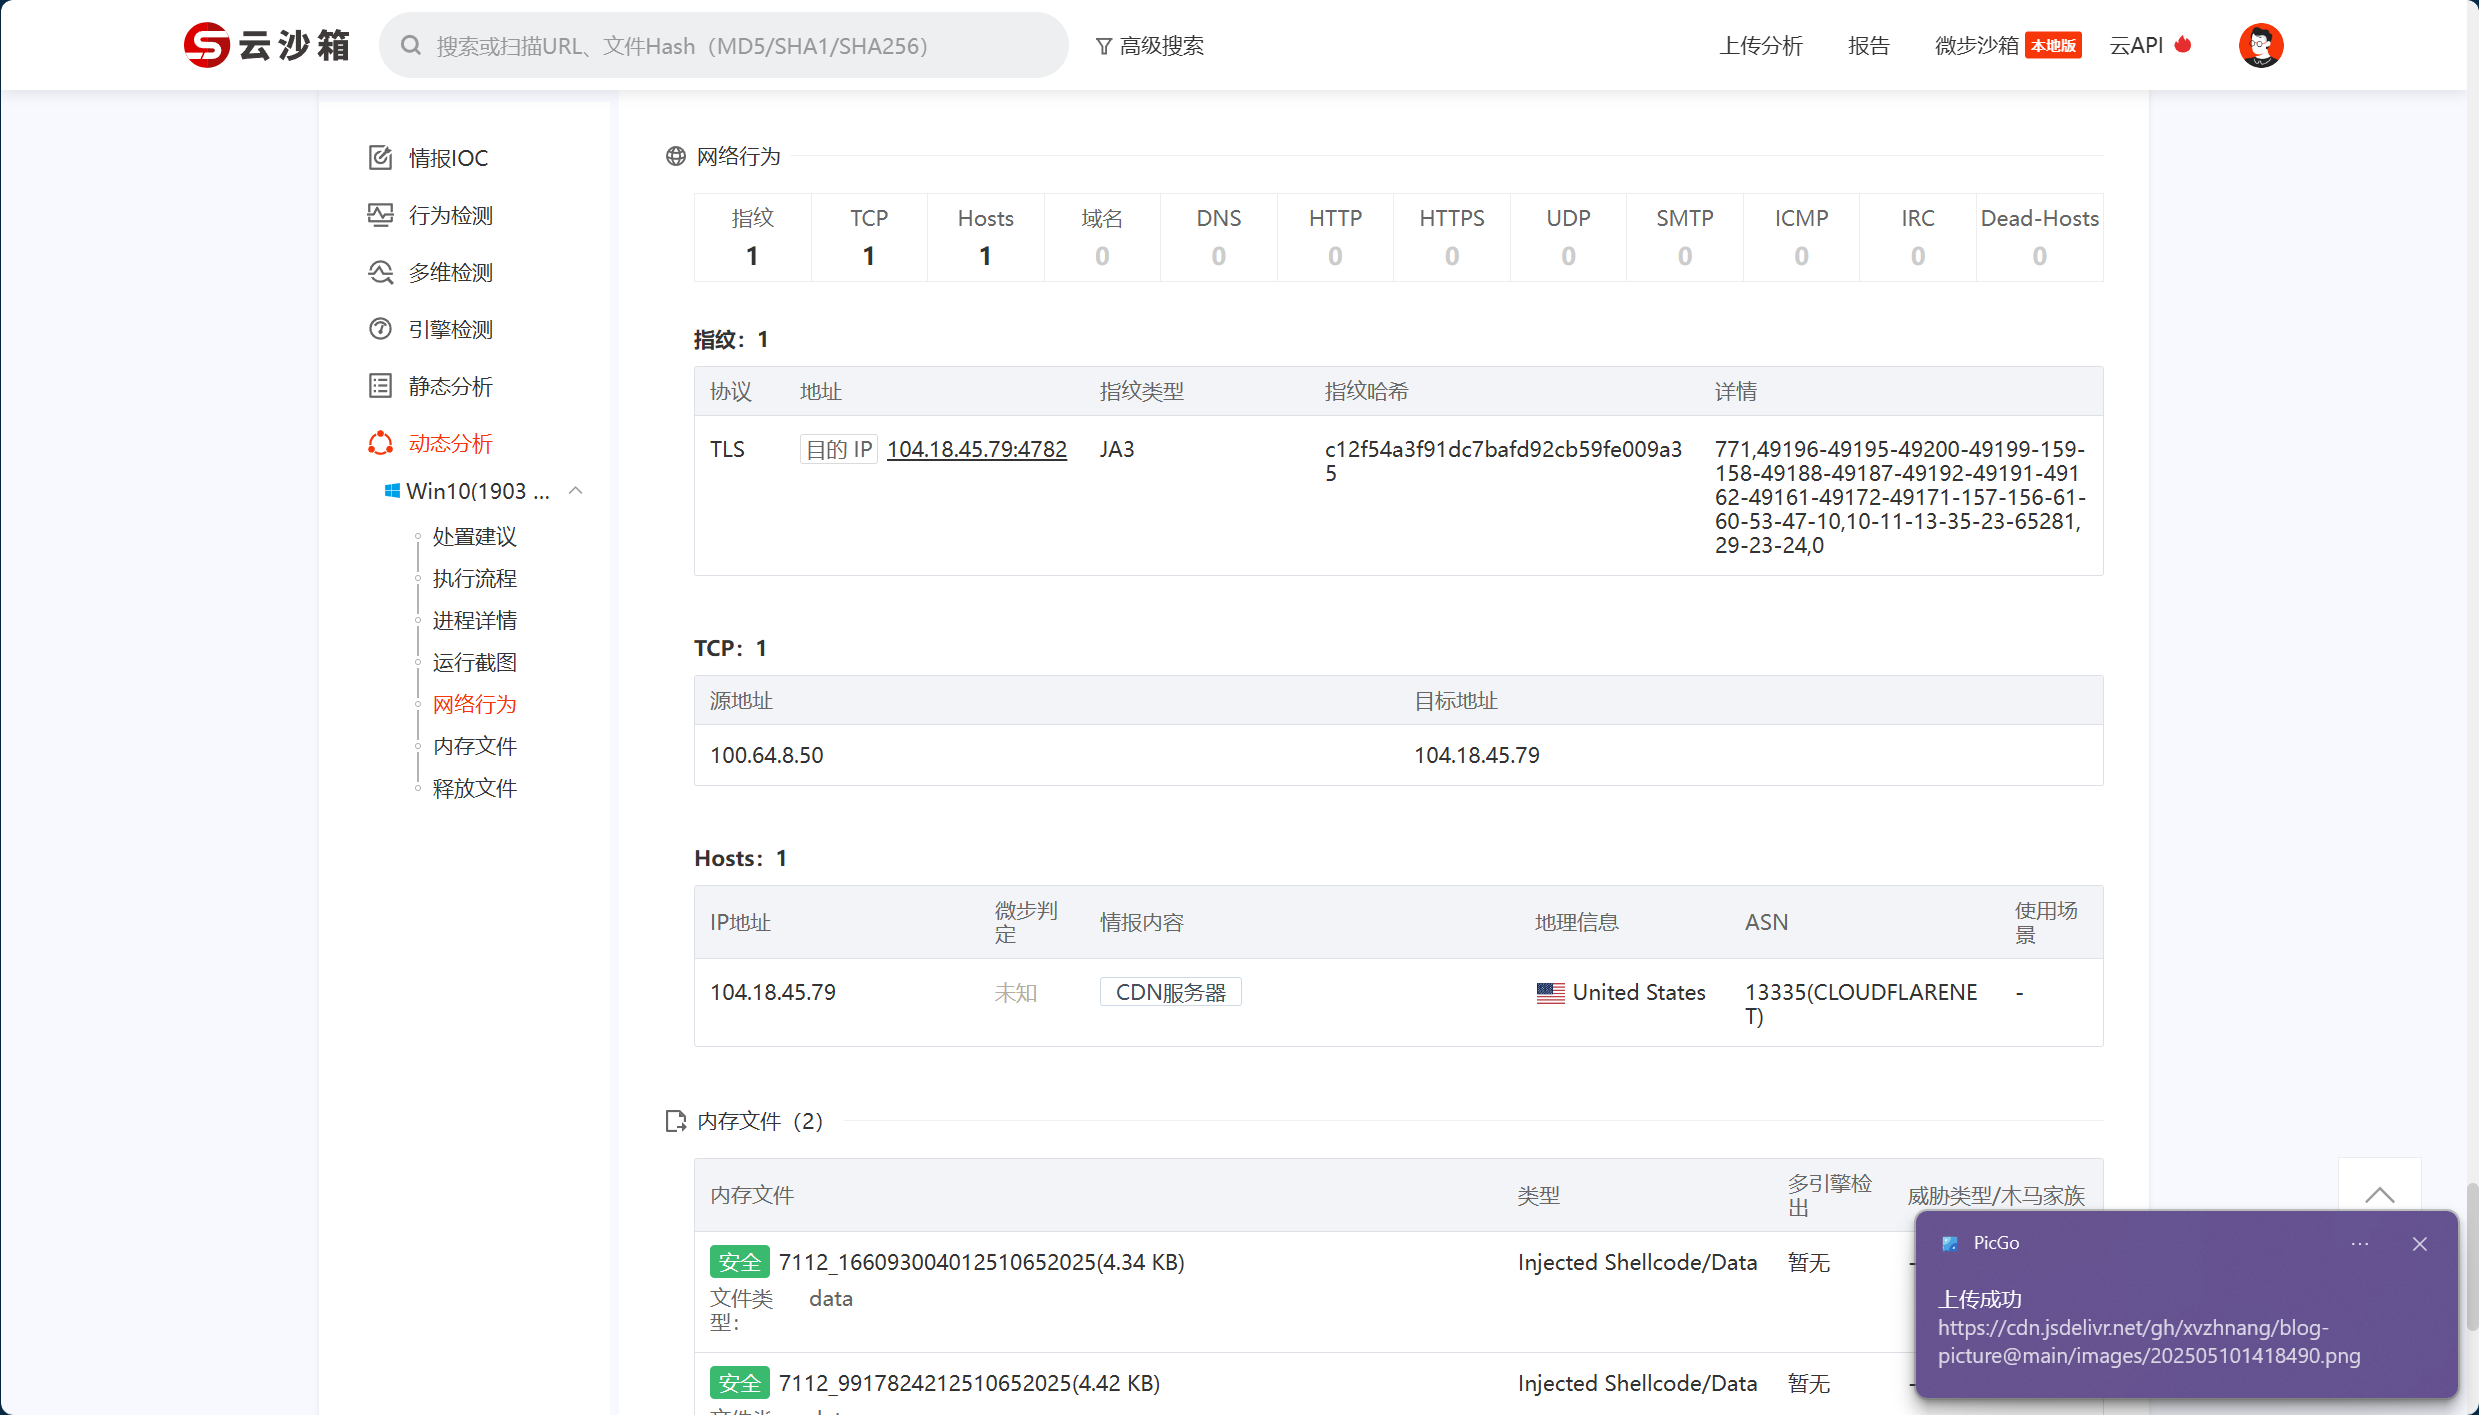 云沙箱
搜索或扫描URL、文件Hash（MD5/SHA1/SHA256）
高级搜索
上传分析
报告
微步沙箱 本地版
云API
情报IOC
行为检测
多维检测
引擎检测
静态分析
动态分析
Win10(1903 ...
处置建议
执行流程
进程详情
运行截图
网络行为
内存文件
释放文件
网络行为
指纹 TCP Hosts 域名 DNS HTTP HTTPS UDP SMTP ICMP IRC Dead-Hosts
1 1 1 0 0 0 0 0 0 0 0 0
指纹：1
协议 地址 指纹类型 指纹哈希 详情
TLS 目的 IP 104.18.45.79:4782 JA3 c12f54a3f91dc7bafd92cb59fe009a3 771,49196-49195-49200-49199-159-
5 158-49188-49187-49192-49191-491
62-49161-49172-49171-157-156-61-
60-53-47-10,10-11-13-35-23-65281,
29-23-24,0
TCP：1
源地址 目标地址
100.64.8.50 104.18.45.79
Hosts：1
IP地址 微步判定 情报内容 地理信息 ASN 使用场景
104.18.45.79 未知 CDN服务器 United States 13335(CLOUDFLARENE -
T)
内存文件（2）
内存文件 类型 多引擎检出 威胁类型/木马家族
安全 7112_166093004012510652025(4.34 KB) Injected Shellcode/Data 暂无 -
文件类型： data
安全 7112_9917824212510652025(4.42 KB) Injected Shellcode/Data 暂无 -
PicGo
上传成功
https://cdn.jsdelivr.net/gh/xvzhnang/blog-
picture@main/images/202505101418490.png